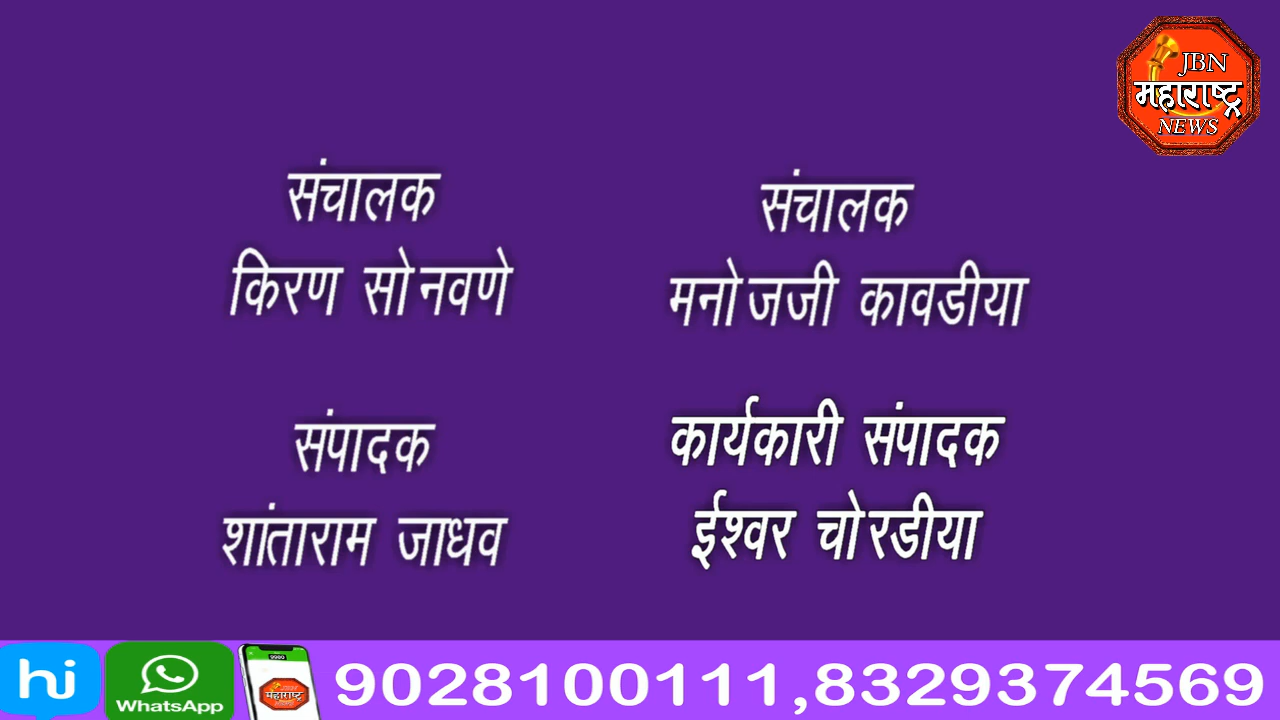 JBN
महाराष्ट्र
NEWS
संचालक
किरण सोनवणे
संचालक
मनोजजी कावडीया
संपादक
शांताराम जाधव
कार्यकारी संपादक
ईश्वर चोरडीया
hi
WhatsApp
महाराष्ट्र
9028100111,8329374569